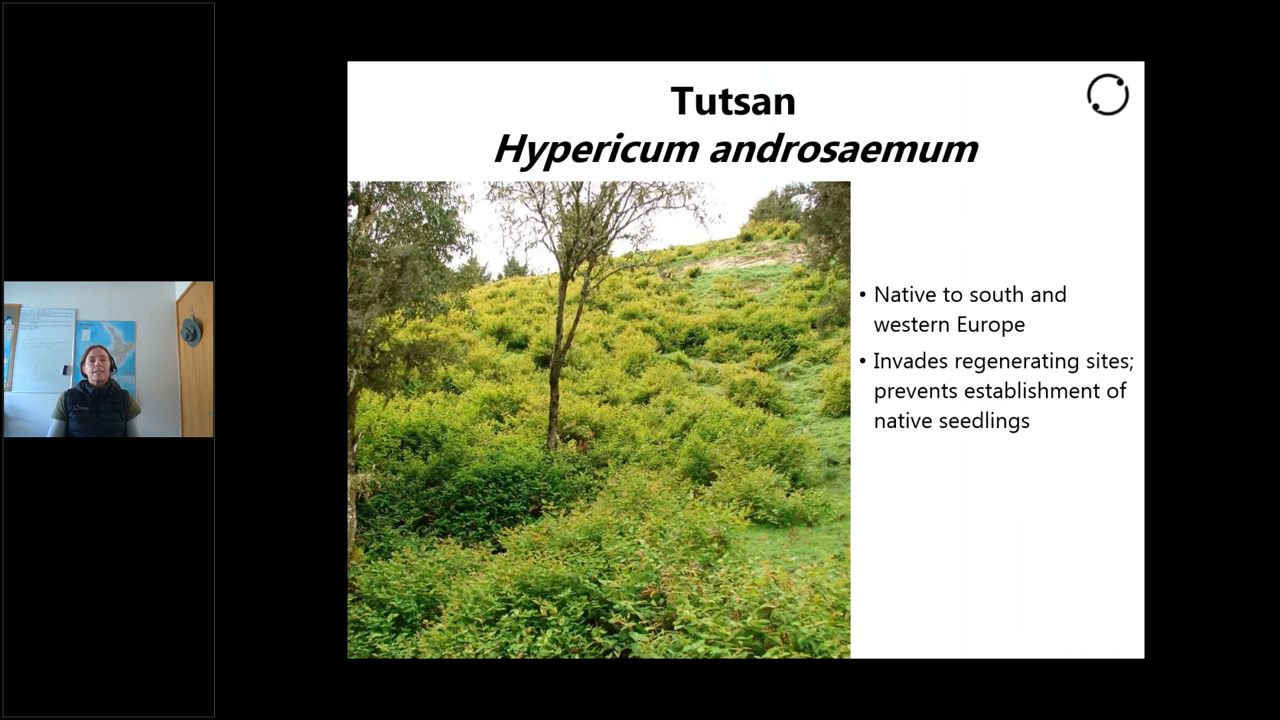 Tutsan
Hypericum androsaemum
• Native to south and
western Europe
• Invades regenerating sites;
prevents establishment of
native seedlings